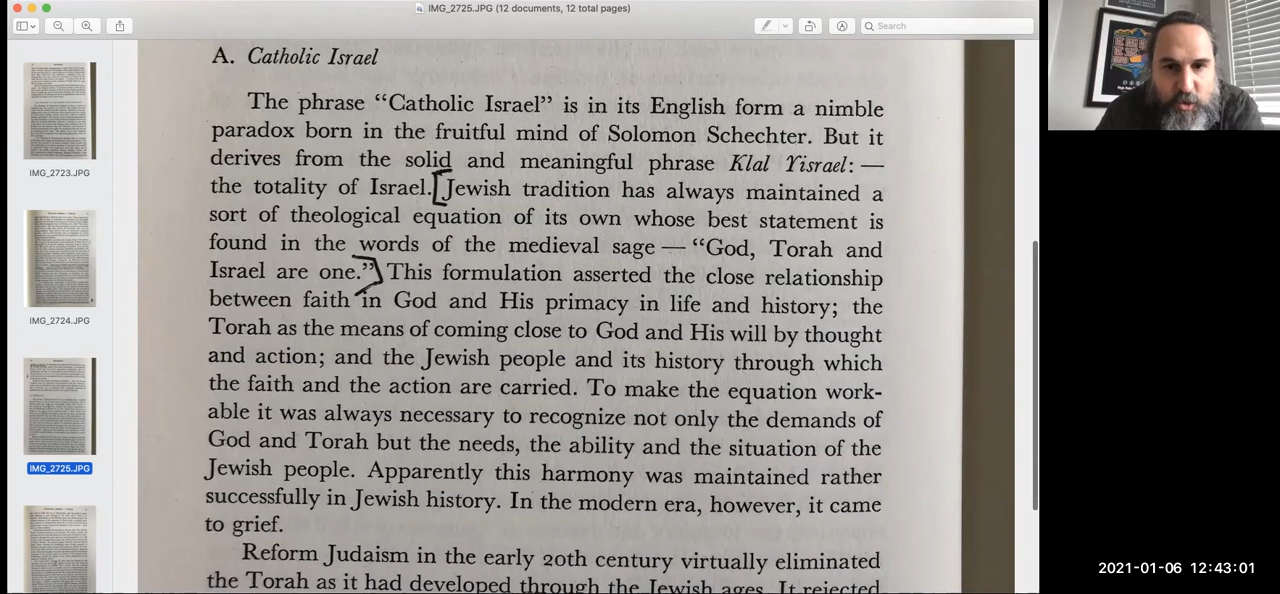 IMG_2725.JPG (12 documents, 12 total pages)
Search
IMG_2723.JPG
IMG_2724.JPG
IMG_2725.JPG
A. Catholic Israel
The phrase “Catholic Israel” is in its English form a nimble
paradox born in the fruitful mind of Solomon Schechter. But it
derives from the solid and meaningful phrase Klal Yisrael: —
the totality of Israel. Jewish tradition has always maintained a
sort of theological equation of its own whose best statement is
found in the words of the medieval sage — “God, Torah and
Israel are one.” This formulation asserted the close relationship
between faith in God and His primacy in life and history; the
Torah as the means of coming close to God and His will by thought
and action; and the Jewish people and its history through which
the faith and the action are carried. To make the equation work-
able it was always necessary to recognize not only the demands of
God and Torah but the needs, the ability and the situation of the
Jewish people. Apparently this harmony was maintained rather
successfully in Jewish history. In the modern era, however, it came
to grief.
Reform Judaism in the early 20th century virtually eliminated
the Torah as it had developed through the Jewish ages. It rejected
2021-01-06 12:43:01